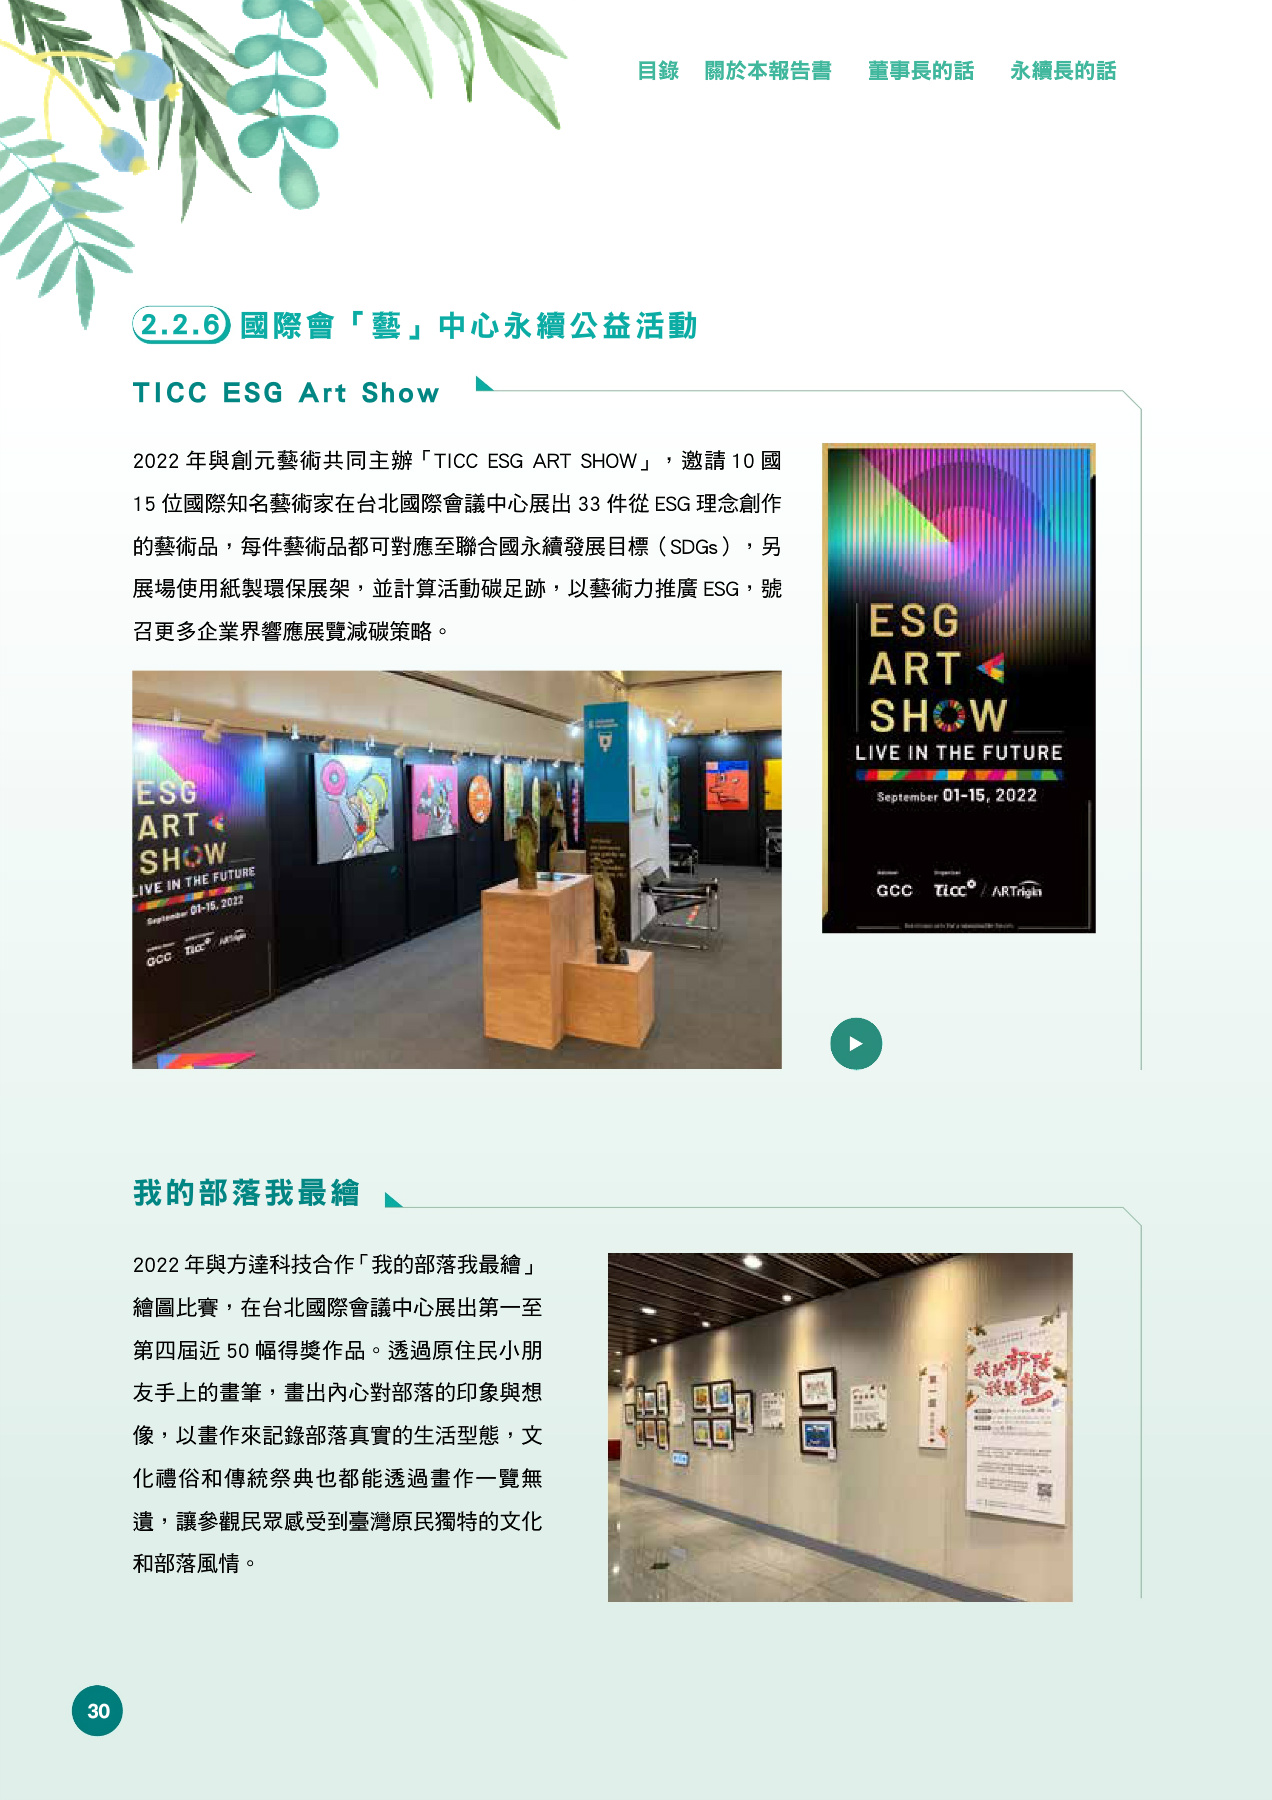 目錄 關於本報告書 董事長的話 永續長的話
2.2.6 國際會「藝」中心永續公益活動
TICC ESG Art Show
2022 年與創元藝術共同主辦「TICC ESG ART SHOW」，邀請 10 國
15 位國際知名藝術家在台北國際會議中心展出 33 件從 ESG 理念創作
的藝術品，每件藝術品都可對應至聯合國永續發展目標（SDGs），另
展場使用紙製環保展架，並計算活動碳足跡，以藝術力推廣 ESG，號
召更多企業界響應展覽減碳策略。
ESG
ART
SHOW
LIVE IN THE FUTURE
September 01-15, 2022
GCC Ticc / ARTrigin
ESG
ART
SHOW
LIVE IN THE FUTURE
September 01-15, 2022
GCC Ticc ARTrigin
我的部落我最繪
2022 年與方達科技合作「我的部落我最繪」
繪圖比賽，在台北國際會議中心展出第一至
第四屆近 50 幅得獎作品。透過原住民小朋
友手上的畫筆，畫出內心對部落的印象與想
像，以畫作來記錄部落真實的生活型態，文
化禮俗和傳統祭典也都能透過畫作一覽無
遺，讓參觀民眾感受到臺灣原民獨特的文化
和部落風情。
我的部落
我最繪
第一屆
30